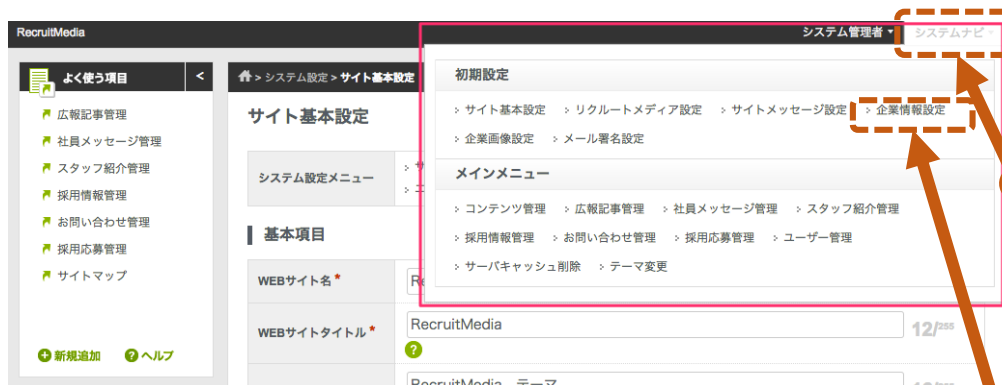 RecruitMedia
システム管理者 ▾ システムナビ ▾
よく使う項目 <
広報記事管理
社員メッセージ管理
スタッフ紹介管理
採用情報管理
お問い合わせ管理
採用応募管理
サイトマップ
新規追加 ? ヘルプ
> システム設定 > サイト基本設定
サイト基本設定
システム設定メニュー
基本項目
WEBサイト名 *
WEBサイトタイトル *
RecruitMedia
12/255
?
RecruitMedia テーマ
初期設定
> サイト基本設定 > リクルートメディア設定 > サイトメッセージ設定 > 企業情報設定
> 企業画像設定 > メール署名設定
メインメニュー
> コンテンツ管理 > 広報記事管理 > 社員メッセージ管理 > スタッフ紹介管理
> 採用情報管理 > お問い合わせ管理 > 採用応募管理 > ユーザー管理
> サーバキャッシュ削除 > テーマ変更